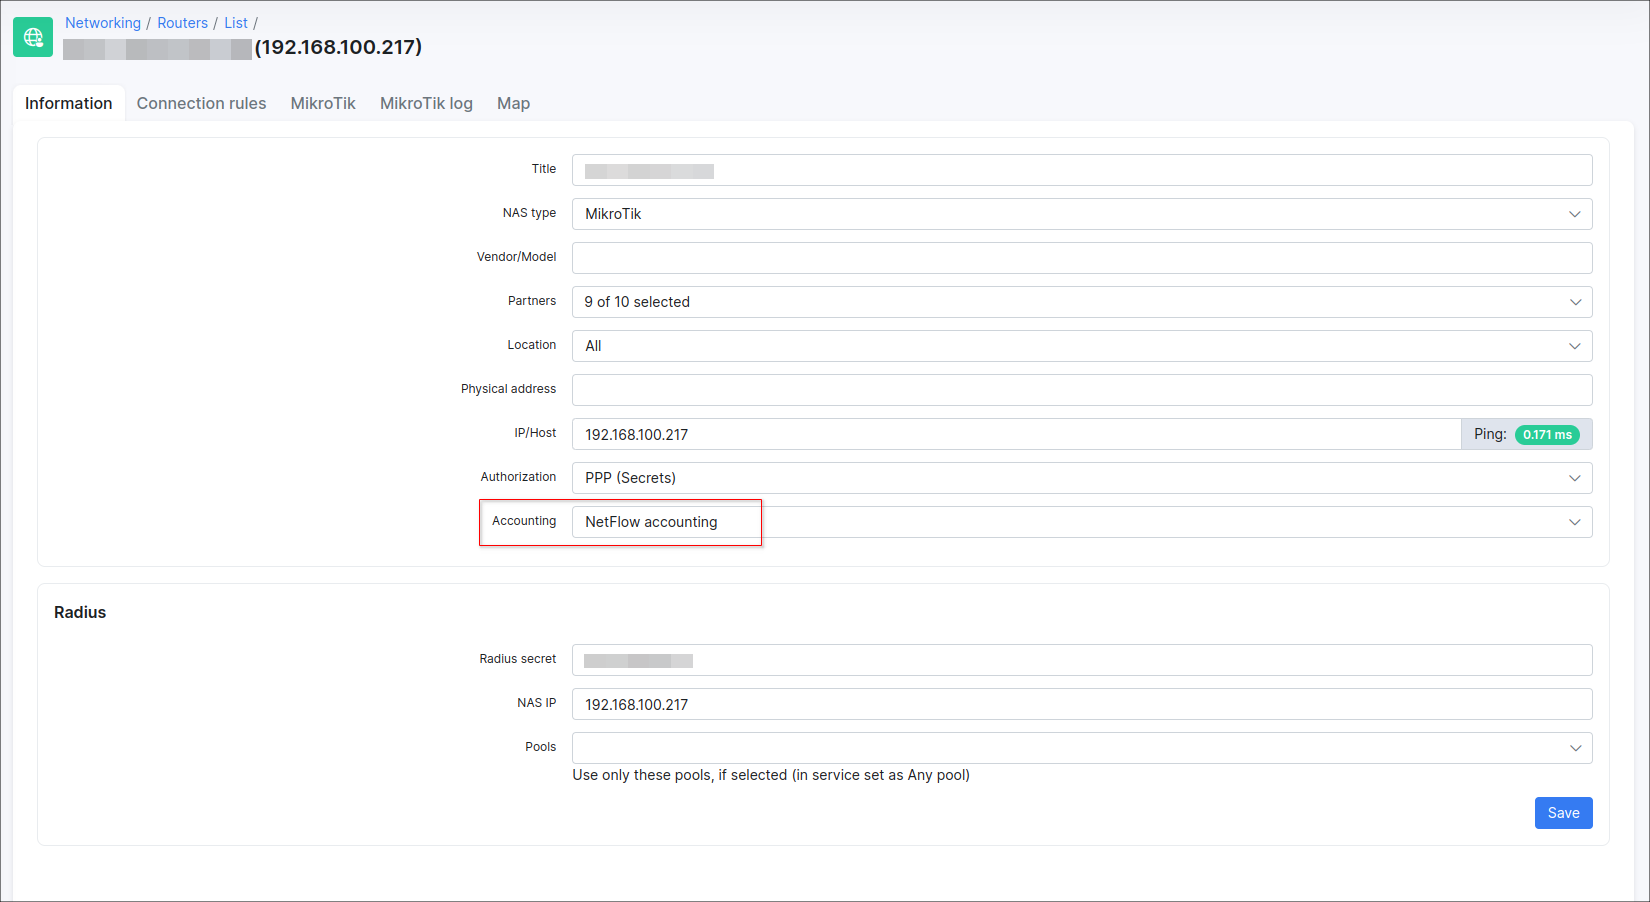 Networking / Routers / List /
(192.168.100.217)
Information Connection rules MikroTik MikroTik log Map
Title
NAS type MikroTik
Vendor/Model
Partners 9 of 10 selected
Location All
Physical address
IP/Host 192.168.100.217 Ping: 0.171 ms
Authorization PPP (Secrets)
Accounting NetFlow accounting
Radius
Radius secret
NAS IP 192.168.100.217
Pools
Use only these pools, if selected (in service set as Any pool)
Save